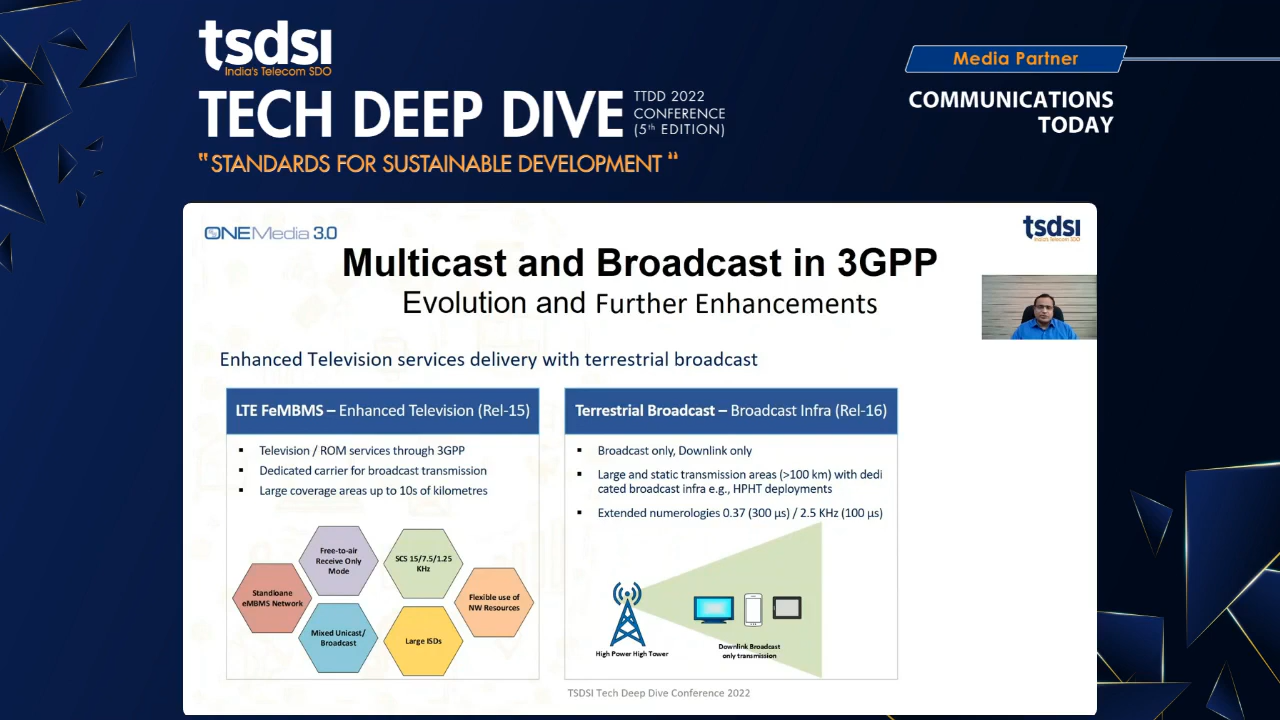 tsdsi
India's Telecom SDO
TECH DEEP DIVE
TTDD 2022
CONFERENCE
(5th EDITION)
"STANDARDS FOR SUSTAINABLE DEVELOPMENT"
Media Partner
COMMUNICATIONS
TODAY
ONEMedia 3.0
tsdsi
India's Telecom SDO
Multicast and Broadcast in 3GPP
Evolution and Further Enhancements
Enhanced Television services delivery with terrestrial broadcast
LTE FeMBMS – Enhanced Television (Rel-15)
▪ Television / ROM services through 3GPP
▪ Dedicated carrier for broadcast transmission
▪ Large coverage areas up to 10s of kilometres
Free-to-air
Receive Only
Mode
SCS 15/7.5/1.25
KHz
Standloane
eMBMS Network
Flexible use of
NW Resources
Mixed Unicast/
Broadcast
Large ISDs
Terrestrial Broadcast – Broadcast Infra (Rel-16)
▪ Broadcast only, Downlink only
▪ Large and static transmission areas (>100 km) with dedi
cated broadcast infra e.g., HPHT deployments
▪ Extended numerologies 0.37 (300 µs) / 2.5 KHz (100 µs)
High Power High Tower
Downlink Broadcast
only transmission
TSDSI Tech Deep Dive Conference 2022